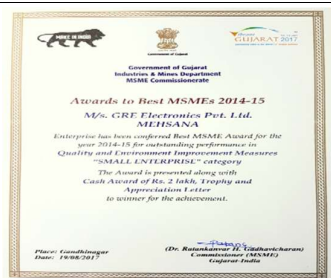 MAKE IN INDIA
Government of Gujarat
GUJARAT 2017
Government of Gujarat
Industries & Mines Department
MSME Commissionerate
Awards to Best MSMEs 2014-15
M/s. GRE Electronics Pvt. Ltd.
MEHSANA
Enterprise has been conferred Best MSME Award for the
year 2014-15 for outstanding performance in
Quality and Environment Improvement Measures
"SMALL ENTERPRISE" category
The Award is presented along with
Cash Award of Rs. 2 lakh, Trophy and
Appreciation Letter
to winner for the achievement.
Place: Gandhinagar
Date: 19/08/2017
(Dr. Ratankanvar H. Gadhavicharan)
Commissioner (MSME)
Gujarat-India